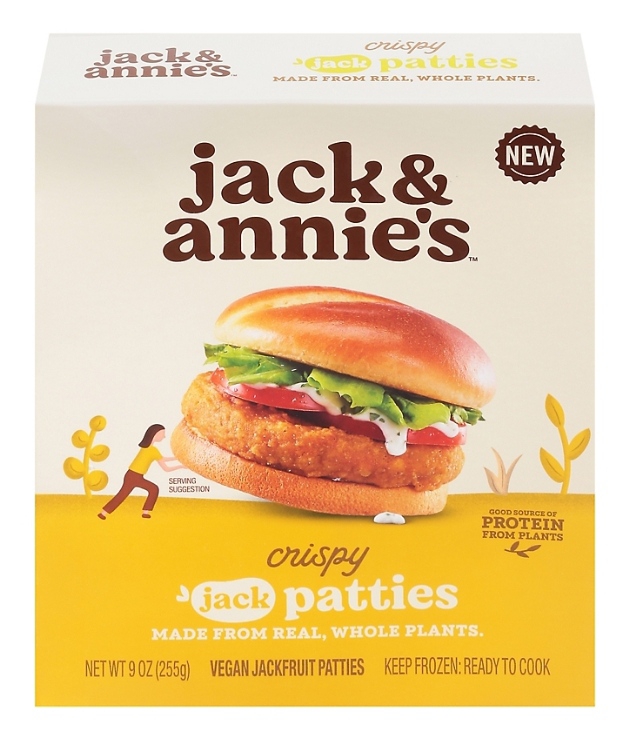 jack&
annie's™
crispy
jack patties
MADE FROM REAL, WHOLE PLANTS.
NEW
jack&
annie's™
SERVING
SUGGESTION
GOOD SOURCE OF
PROTEIN
FROM PLANTS
crispy
jack patties
MADE FROM REAL, WHOLE PLANTS.
NET WT 9 OZ (255g) VEGAN JACKFRUIT PATTIES KEEP FROZEN: READY TO COOK